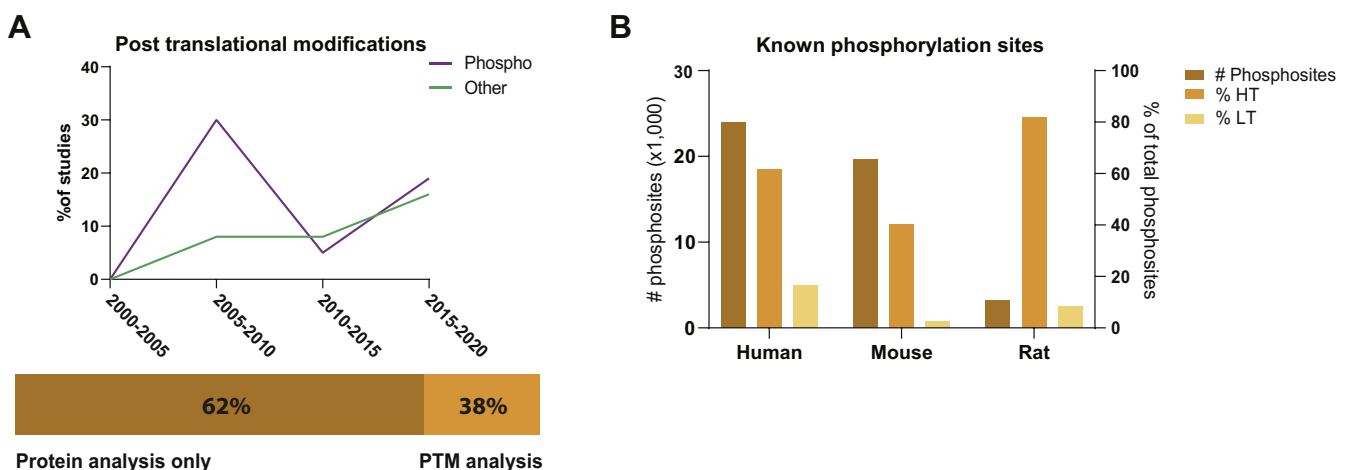 A
Post translational modifications
Phospho
Other
%of studies
40
30
20
10
0
2000-2005
2005-2010
2010-2015
2015-2020
62%
38%
Protein analysis only
PTM analysis
B
Known phosphorylation sites
# Phosphosites
% HT
% LT
# phosphosites (x1,000)
30
20
10
0
% of total phosphosites
100
80
60
40
20
0
Human
Mouse
Rat